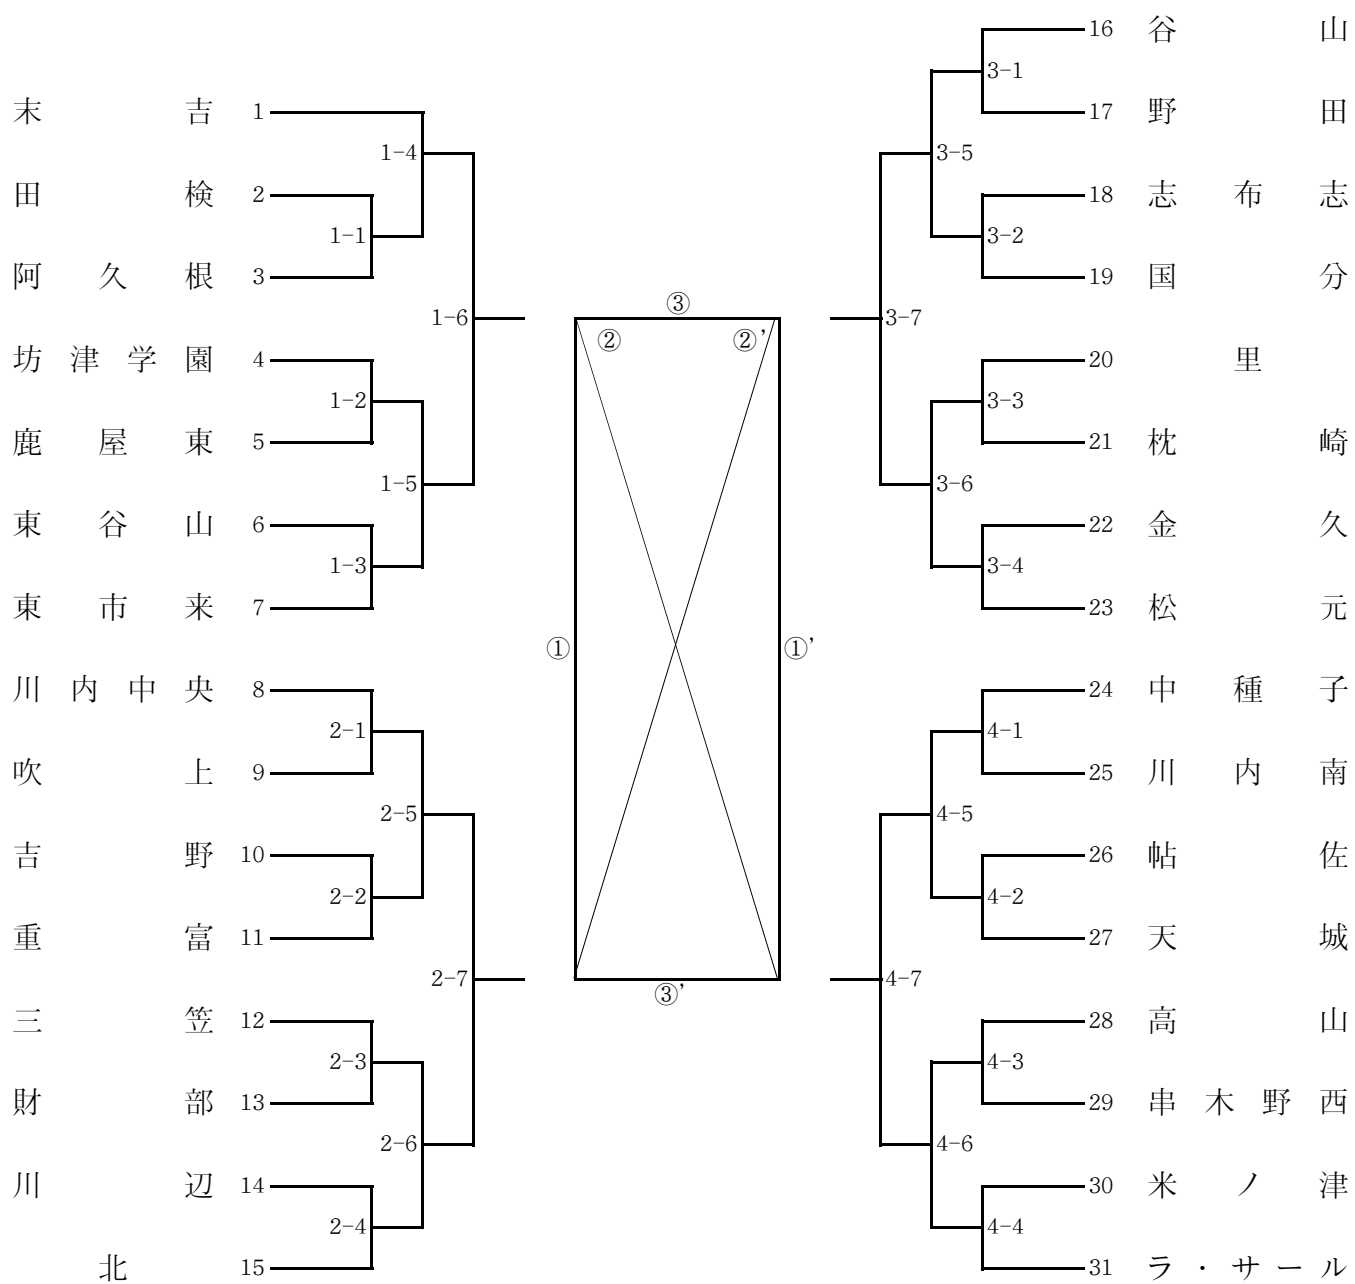 末吉 1
1-4
田検 2
1-1
阿久根 3
1-6
坊津学園 4
1-2
鹿屋東 5
1-5
東谷山 6
1-3
東市来 7
川内中央 8
2-1
吹上 9
2-5
吉野 10
2-2
重富 11
2-7
三笠 12
2-3
財部 13
2-6
川辺 14
2-4
北 15
③
② ②'
① ①'
③'
16 谷山
3-1
17 野田
3-5
18 志布志
3-2
19 国分
3-7
20 里
3-3
21 枕崎
3-6
22 金久
3-4
23 松元
24 中種子
4-1
25 川内南
4-5
26 帖佐
4-2
27 天城
4-7
28 高山
4-3
29 串木野西
4-6
30 米ノ津
4-4
31 ラ・サール